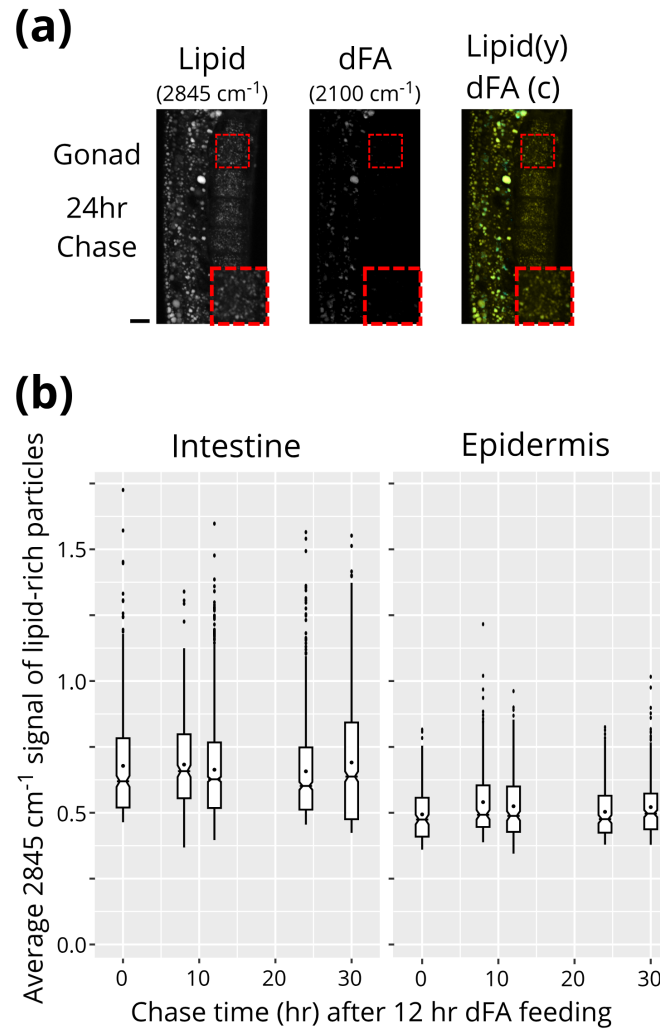 (a)
Lipid
(2845 cm⁻¹)
dFA
(2100 cm⁻¹)
Lipid(y)
dFA (c)
Gonad
24hr
Chase
(b)
Intestine
Epidermis
Average 2845 cm⁻¹ signal of lipid-rich particles
1.5
1.0
0.5
0.0
0 10 20 30
0 10 20 30
Chase time (hr) after 12 hr dFA feeding